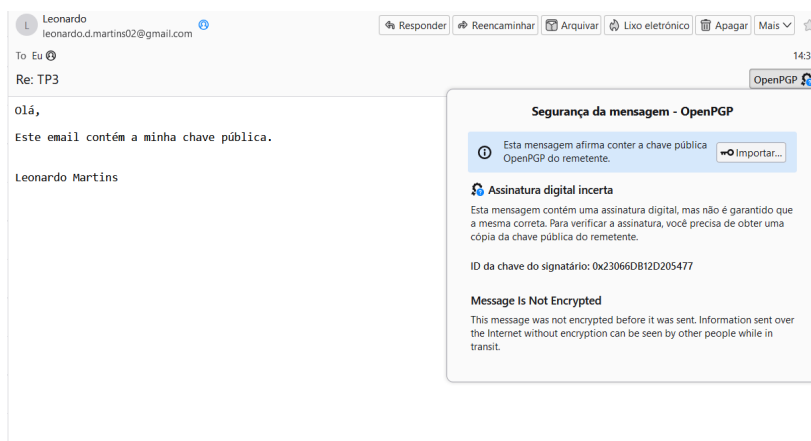 L
Leonardo
leonardo.d.martins02@gmail.com
Responder Reencaminhar Arquivar Lixo eletrónico Apagar Mais
To Eu
14:3
Re: TP3
OpenPGP
Olá,
Este email contém a minha chave pública.
Leonardo Martins
Segurança da mensagem - OpenPGP
Esta mensagem afirma conter a chave pública
OpenPGP do remetente.
Importar...
Assinatura digital incerta
Esta mensagem contém uma assinatura digital, mas não é garantido que
a mesma correta. Para verificar a assinatura, você precisa de obter uma
cópia da chave pública do remetente.
ID da chave do signatário: 0x23066DB12D205477
Message Is Not Encrypted
This message was not encrypted before it was sent. Information sent over
the Internet without encryption can be seen by other people while in
transit.